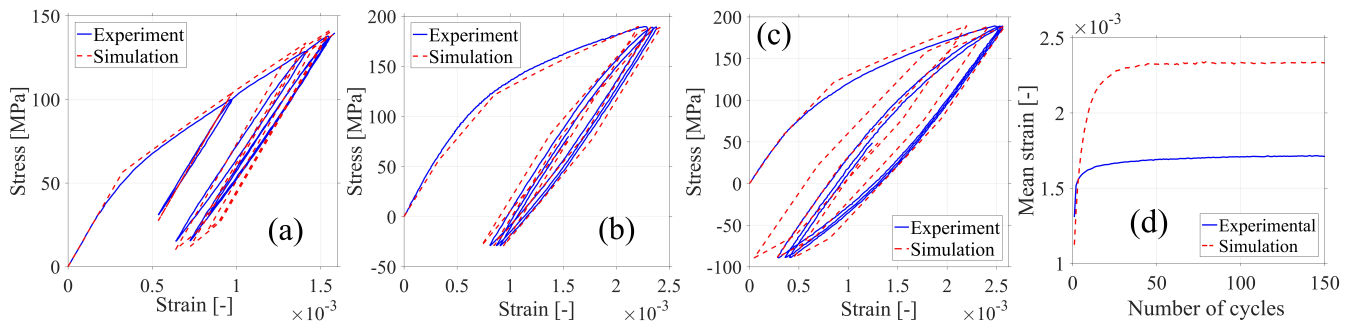 150
100
50
0
Stress [MPa]
Experiment
Simulation
(a)
0
0.5
1
1.5
Strain [-]
×10⁻³
200
150
100
50
0
-50
Stress [MPa]
Experiment
Simulation
(b)
0
0.5
1
1.5
2
2.5
Strain [-]
×10⁻³
200
150
100
50
0
-50
-100
Stress [MPa]
(c)
Experiment
Simulation
0
0.5
1
1.5
2
2.5
Strain [-]
×10⁻³
×10⁻³
2.5
2
1.5
1
Mean strain [-]
(d)
Experimental
Simulation
0
50
100
150
Number of cycles